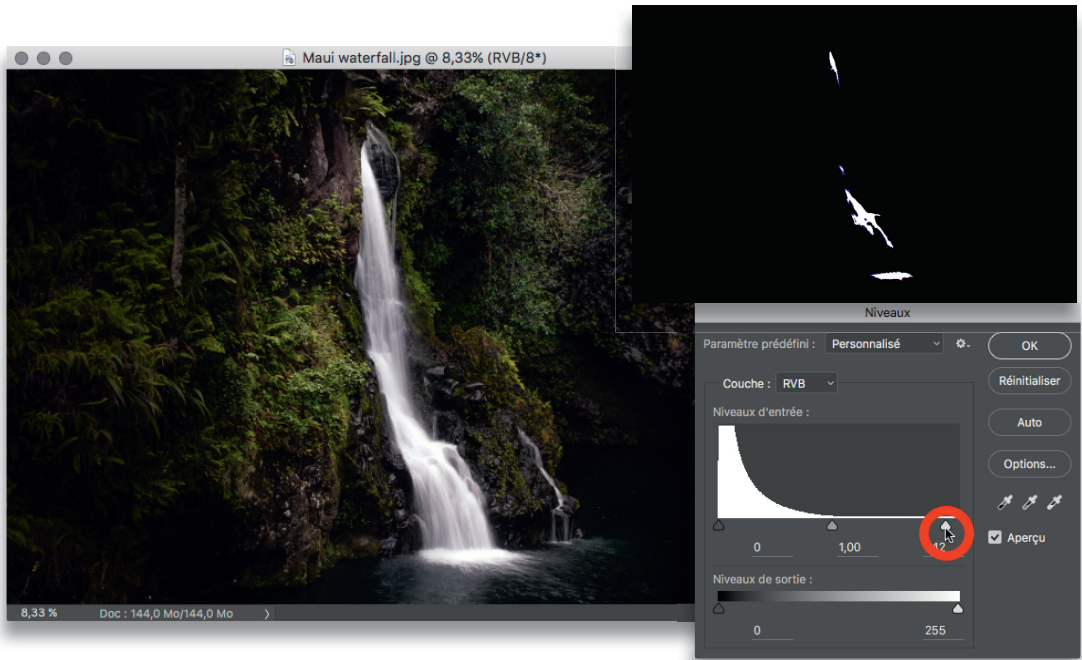 Maui waterfall.jpg @ 8,33% (RVB/8*)
8,33 %
Doc : 144,0 Mo/144,0 Mo
Niveaux
Paramètre prédéfini : Personnalisé
OK
Couche : RVB
Réinitialiser
Niveaux d'entrée :
Auto
Options...
0
1,00
Aperçu
Niveaux de sortie :
0
255